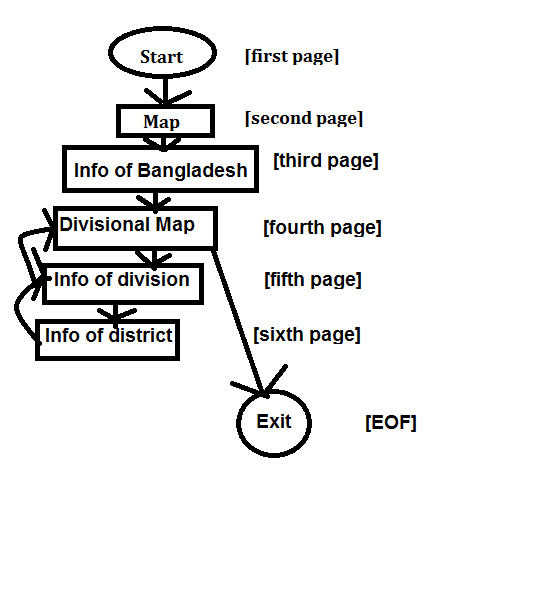 Start [first page]
Map [second page]
Info of Bangladesh [third page]
Divisional Map [fourth page]
Info of division [fifth page]
Info of district [sixth page]
Exit [EOF]